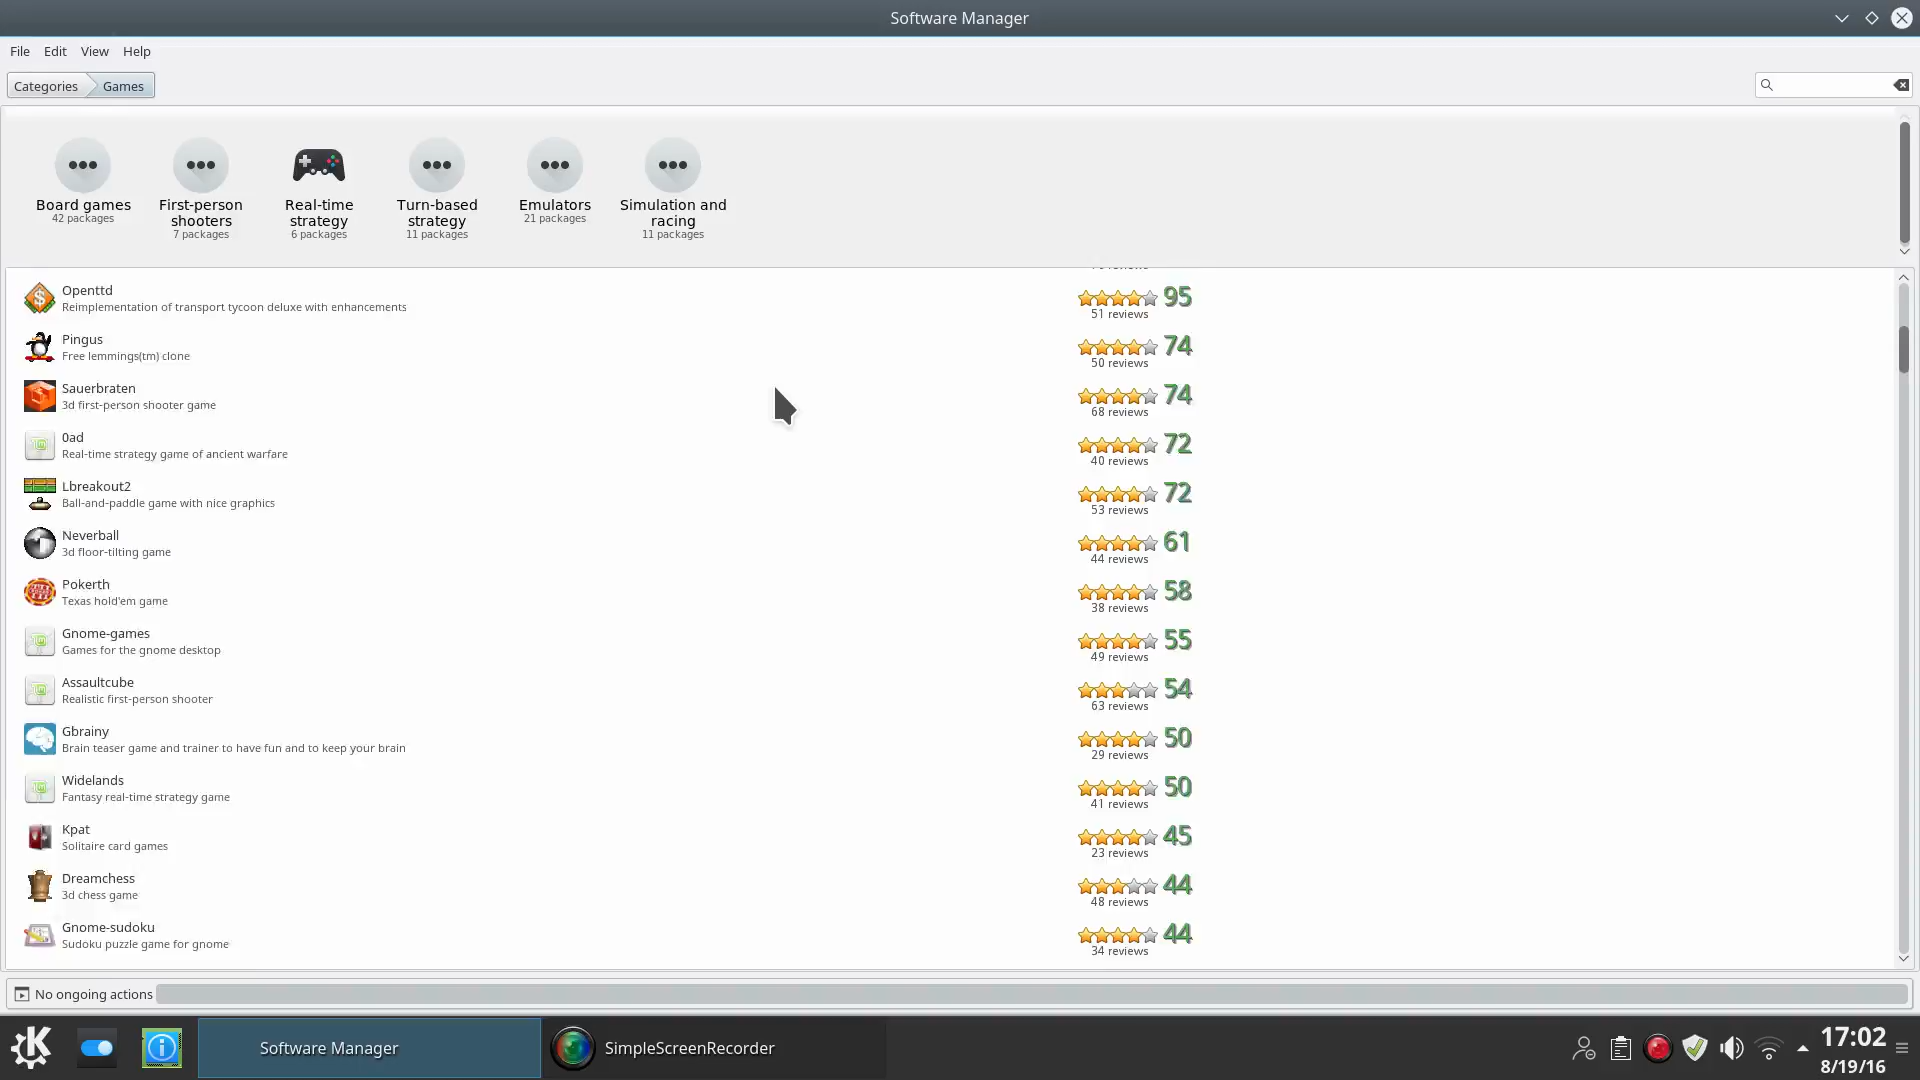 Software Manager
File Edit View Help
Categories Games
Board games
42 packages
First-person shooters
7 packages
Real-time strategy
6 packages
Turn-based strategy
11 packages
Emulators
21 packages
Simulation and racing
11 packages
Openttd
Reimplementation of transport tycoon deluxe with enhancements
95
51 reviews
Pingus
Free lemmings(tm) clone
74
50 reviews
Sauerbraten
3d first-person shooter game
74
68 reviews
0ad
Real-time strategy game of ancient warfare
72
40 reviews
Lbreakout2
Ball-and-paddle game with nice graphics
72
53 reviews
Neverball
3d floor-tilting game
61
44 reviews
Pokerth
Texas hold'em game
58
38 reviews
Gnome-games
Games for the gnome desktop
55
49 reviews
Assaultcube
Realistic first-person shooter
54
63 reviews
Gbrainy
Brain teaser game and trainer to have fun and to keep your brain
50
29 reviews
Widelands
Fantasy real-time strategy game
50
41 reviews
Kpat
Solitaire card games
45
23 reviews
Dreamchess
3d chess game
44
48 reviews
Gnome-sudoku
Sudoku puzzle game for gnome
44
34 reviews
No ongoing actions
Software Manager
SimpleScreenRecorder
17:02
8/19/16